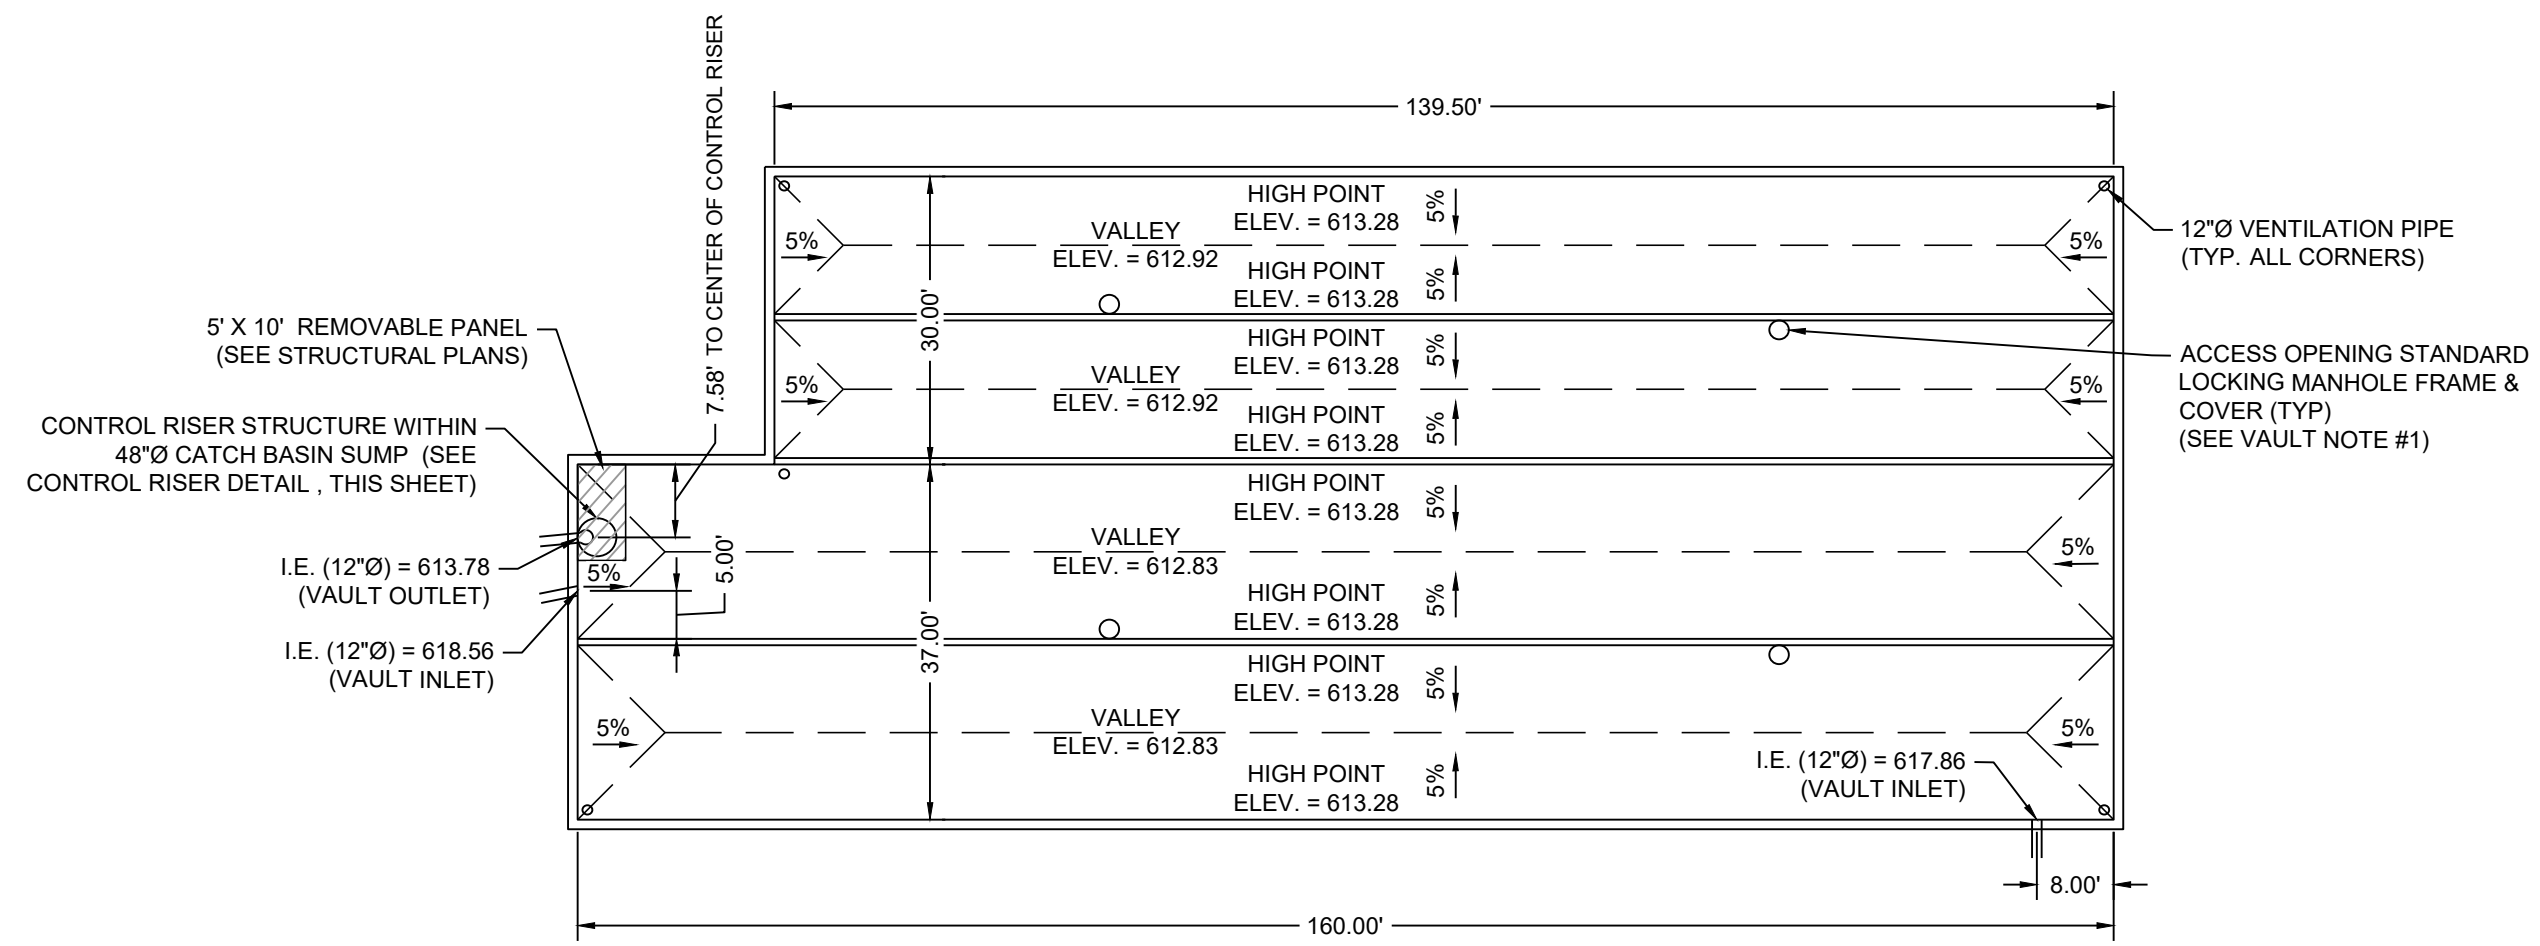 7.58' TO CENTER OF CONTROL RISER
139.50'
HIGH POINT
ELEV. = 613.28
5%
VALLEY
ELEV. = 612.92
5%
5%
HIGH POINT
ELEV. = 613.28
5%
12"Ø VENTILATION PIPE
(TYP. ALL CORNERS)
30.00'
5' X 10' REMOVABLE PANEL
(SEE STRUCTURAL PLANS)
HIGH POINT
ELEV. = 613.28
5%
VALLEY
ELEV. = 612.92
5%
5%
HIGH POINT
ELEV. = 613.28
5%
ACCESS OPENING STANDARD
LOCKING MANHOLE FRAME &
COVER (TYP)
(SEE VAULT NOTE #1)
CONTROL RISER STRUCTURE WITHIN
48"Ø CATCH BASIN SUMP (SEE
CONTROL RISER DETAIL , THIS SHEET)
HIGH POINT
ELEV. = 613.28
5%
I.E. (12"Ø) = 613.78
(VAULT OUTLET)
5%
5.00'
VALLEY
ELEV. = 612.83
5%
HIGH POINT
ELEV. = 613.28
5%
I.E. (12"Ø) = 618.56
(VAULT INLET)
37.00'
HIGH POINT
ELEV. = 613.28
5%
5%
VALLEY
ELEV. = 612.83
5%
HIGH POINT
ELEV. = 613.28
5%
I.E. (12"Ø) = 617.86
(VAULT INLET)
8.00'
160.00'